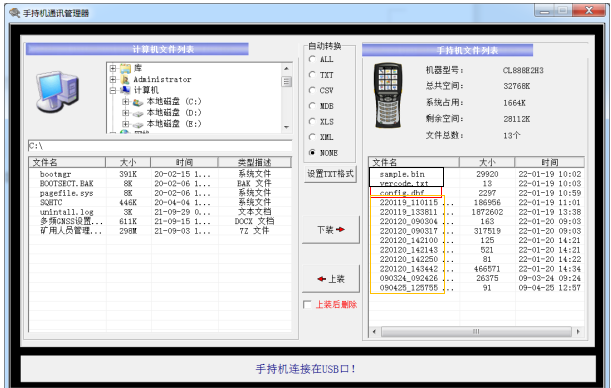 手持机通讯管理器
计算机文件列表
库
Administrator
计算机
本地磁盘 (C:)
本地磁盘 (D:)
本地磁盘 (E:)
C:\
文件名 大小 时间 类型描述
bootmgr 391K 20-02-15 1... 系统文件
BOOTSECT.BAK 8K 20-02-06 1... BAK 文件
pagefile.sys 8K 20-02-06 1... 系统文件
SQHTC 446K 20-04-04 1... 系统文件
unintall.log 3K 21-09-29 0... 文本文档
多频GNSS设置... 611K 21-09-15 1... DOCX 文档
矿用人员管理... 298M 21-09-03 1... 7Z 文件
自动转换
ALL
TXT
CSV
MDB
XLS
XML
NONE
设置TXT格式
下装
上装
上装后删除
手持机文件列表
机器型号: CL888E2H3
总共空间: 32768K
系统占用: 1664K
剩余空间: 28112K
文件总数: 13个
文件名 大小 时间
sample.bin 29920 22-01-19 10:02
vercode.txt 13 22-01-19 10:03
config.dbf 2297 22-01-19 10:59
220119_110115 ... 186956 22-01-19 11:01
220119_133811 ... 1872602 22-01-19 13:38
220120_090304 ... 163 22-01-20 09:03
220120_090317 ... 317519 22-01-20 09:03
220120_142100 ... 125 22-01-20 14:21
220120_142143 ... 521 22-01-20 14:21
220120_142250 ... 81 22-01-20 14:22
220120_143442 ... 466571 22-01-20 14:34
090324_092426 ... 26375 09-03-24 09:24
090425_125755 ... 91 09-04-25 12:57
手持机连接在USB口!